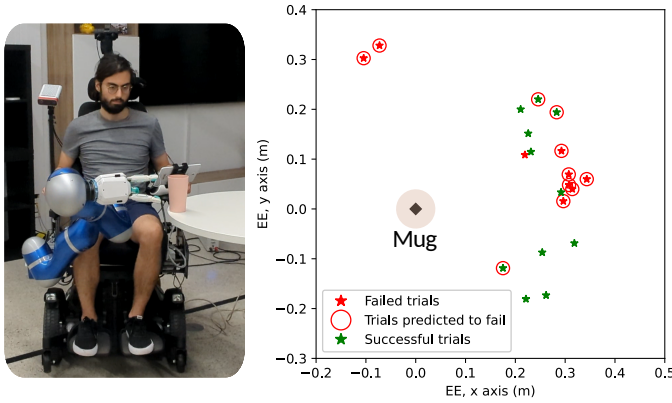 0.4
0.3
0.2
0.1
0.0
−0.1
−0.2
−0.3
EE, y axis (m)
Mug
Failed trials
Trials predicted to fail
Successful trials
−0.2 −0.1 0.0 0.1 0.2 0.3 0.4 0.5
EE, x axis (m)